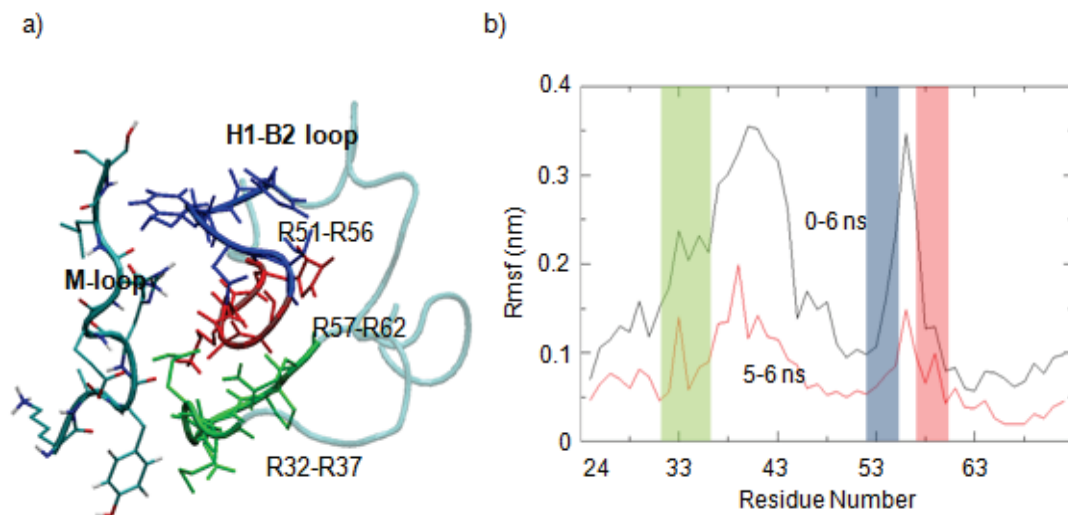 a)
H1-B2 loop
R51-R56
M-loop
R57-R62
R32-R37
b)
0.4
0.3
0.2
0.1
0
Rmsf (nm)
0-6 ns
5-6 ns
24 33 43 53 63
Residue Number